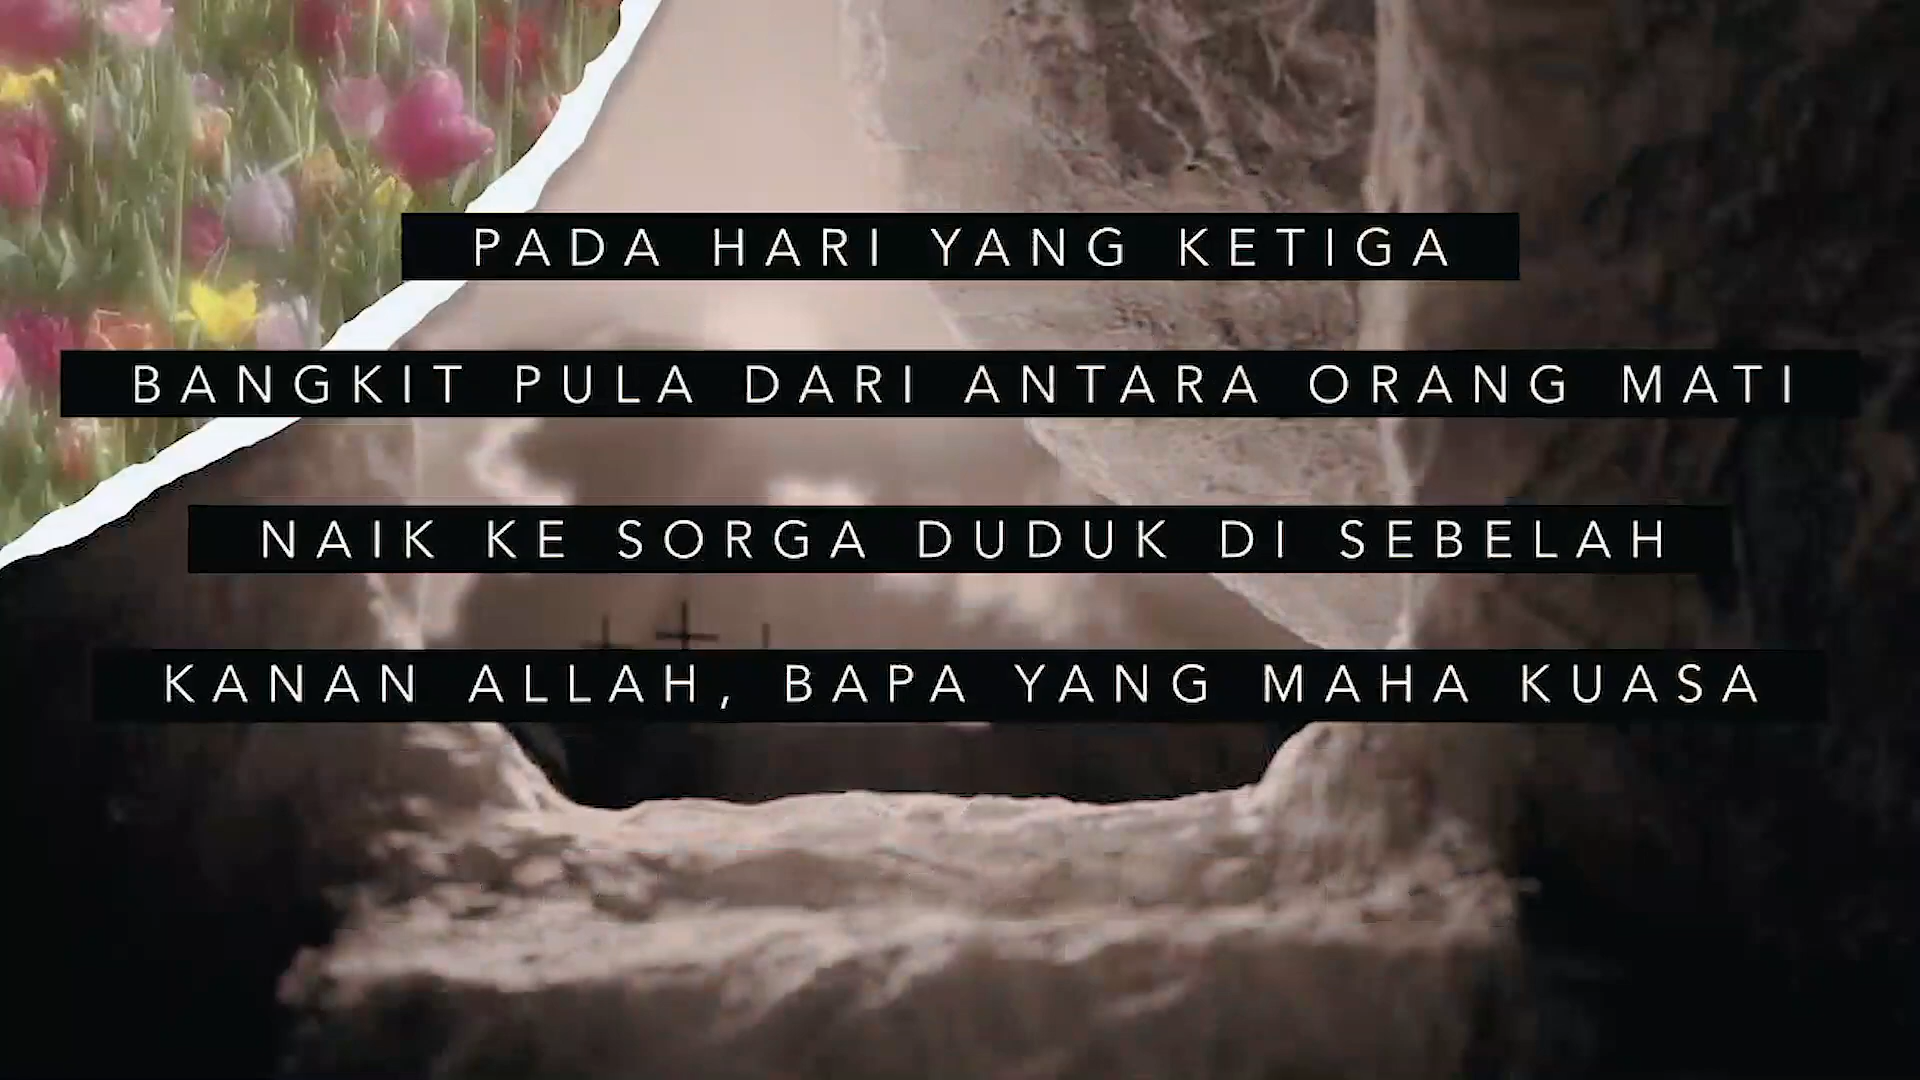 PADA HARI YANG KETIGA
BANGKIT PULA DARI ANTARA ORANG MATI
NAIK KE SORGA DUDUK DI SEBELAH
KANAN ALLAH, BAPA YANG MAHA KUASA